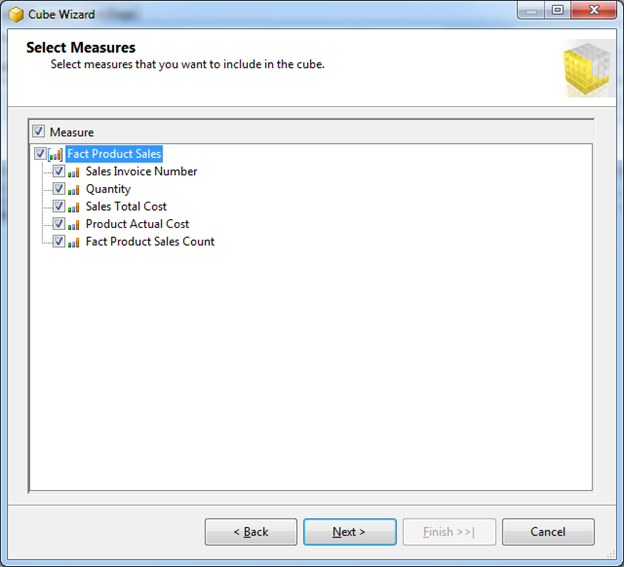 Cube Wizard
Select Measures
Select measures that you want to include in the cube.
Measure
Fact Product Sales
Sales Invoice Number
Quantity
Sales Total Cost
Product Actual Cost
Fact Product Sales Count
< Back
Next >
Finish >>|
Cancel